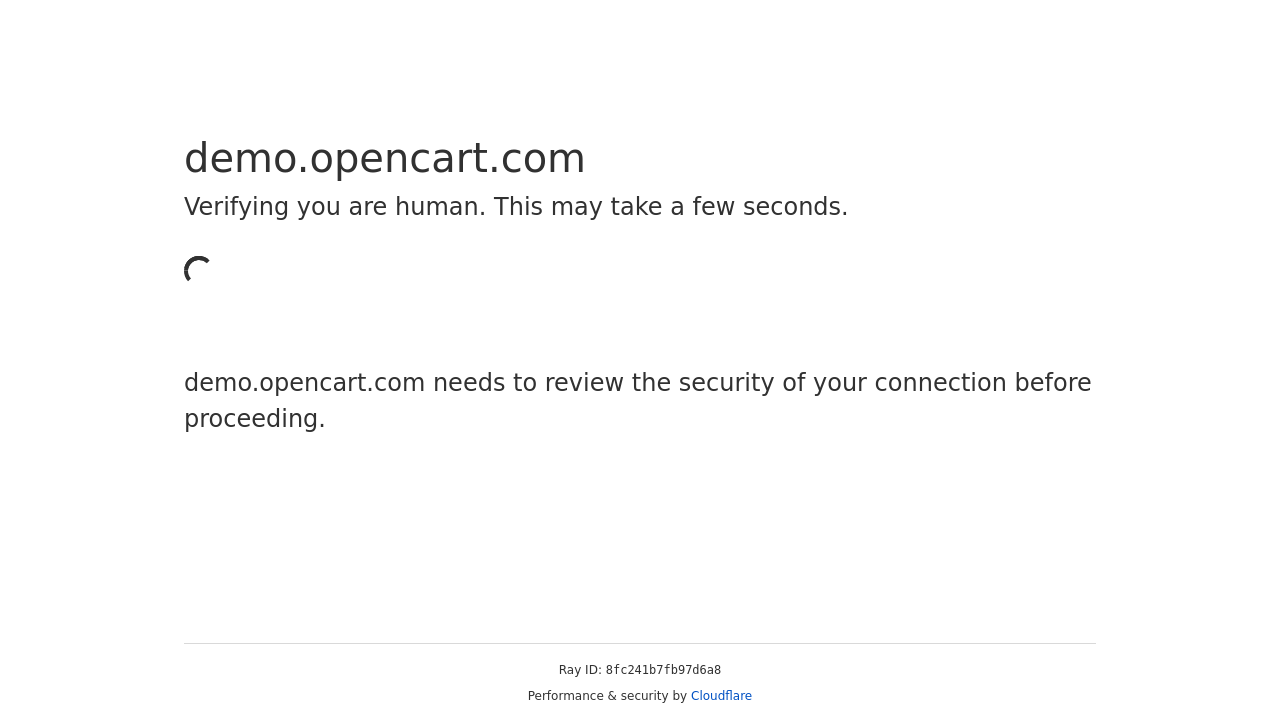 demo.opencart.com
Verifying you are human. This may take a few seconds.
demo.opencart.com needs to review the security of your connection before
proceeding.
Ray ID: 8fc241b7fb97d6a8
Performance & security by Cloudflare